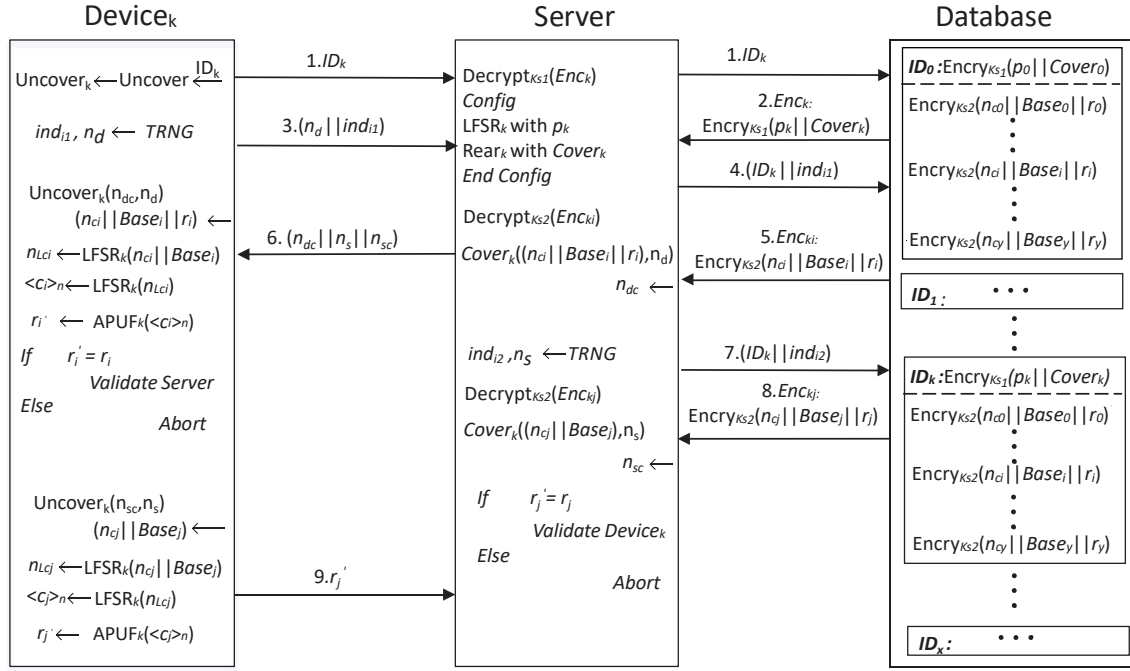 Device_k
Server
Database
ID_k
Uncover_k ← Uncover
ind_i1, n_d ← TRNG
Uncover_k(n_dc,n_d)
(n_ci||Base_i||r_i) ←
n_Lci ← LFSR_k(n_ci||Base_i)
<c_i>_n ← LFSR_k(n_Lci)
r_i' ← APUF_k(<c_i>_n)
If r_i' = r_i
Validate Server
Else
Abort
Uncover_k(n_sc,n_s)
(n_cj||Base_j) ←
n_Lcj ← LFSR_k(n_cj||Base_j)
<c_j>_n ← LFSR_k(n_Lcj)
r_j' ← APUF_k(<c_j>_n)
1.ID_k
3.(n_d||ind_i1)
6. (n_dc||n_s||n_sc)
9.r_j'
Decrypt_Ks1(Enc_k)
Config
LFSR_k with p_k
Rear_k with Cover_k
End Config
Decrypt_Ks2(Enc_ki)
Cover_k((n_ci||Base_i||r_i),n_d)
n_dc ←
ind_i2 ,n_s ← TRNG
Decrypt_Ks2(Enc_kj)
Cover_k((n_cj||Base_j),n_s)
n_sc ←
If r_j' = r_j
Validate Device_k
Else
Abort
1.ID_k
2.Enc_k:
Encry_Ks1(p_k||Cover_k)
4.(ID_k||ind_i1)
5.Enc_ki:
Encry_Ks2(n_ci||Base_i||r_i)
7.(ID_k||ind_i2)
8.Enc_kj:
Encry_Ks2(n_cj||Base_j||r_j)
ID_0:Encry_Ks1(p_0||Cover_0)
Encry_Ks2(n_c0||Base_0||r_0)
Encry_Ks2(n_ci||Base_i||r_i)
Encry_Ks2(n_cy||Base_y||r_y)
ID_1: • • •
ID_k:Encry_Ks1(p_k||Cover_k)
Encry_Ks2(n_c0||Base_0||r_0)
Encry_Ks2(n_ci||Base_i||r_i)
Encry_Ks2(n_cy||Base_y||r_y)
ID_x: • • •